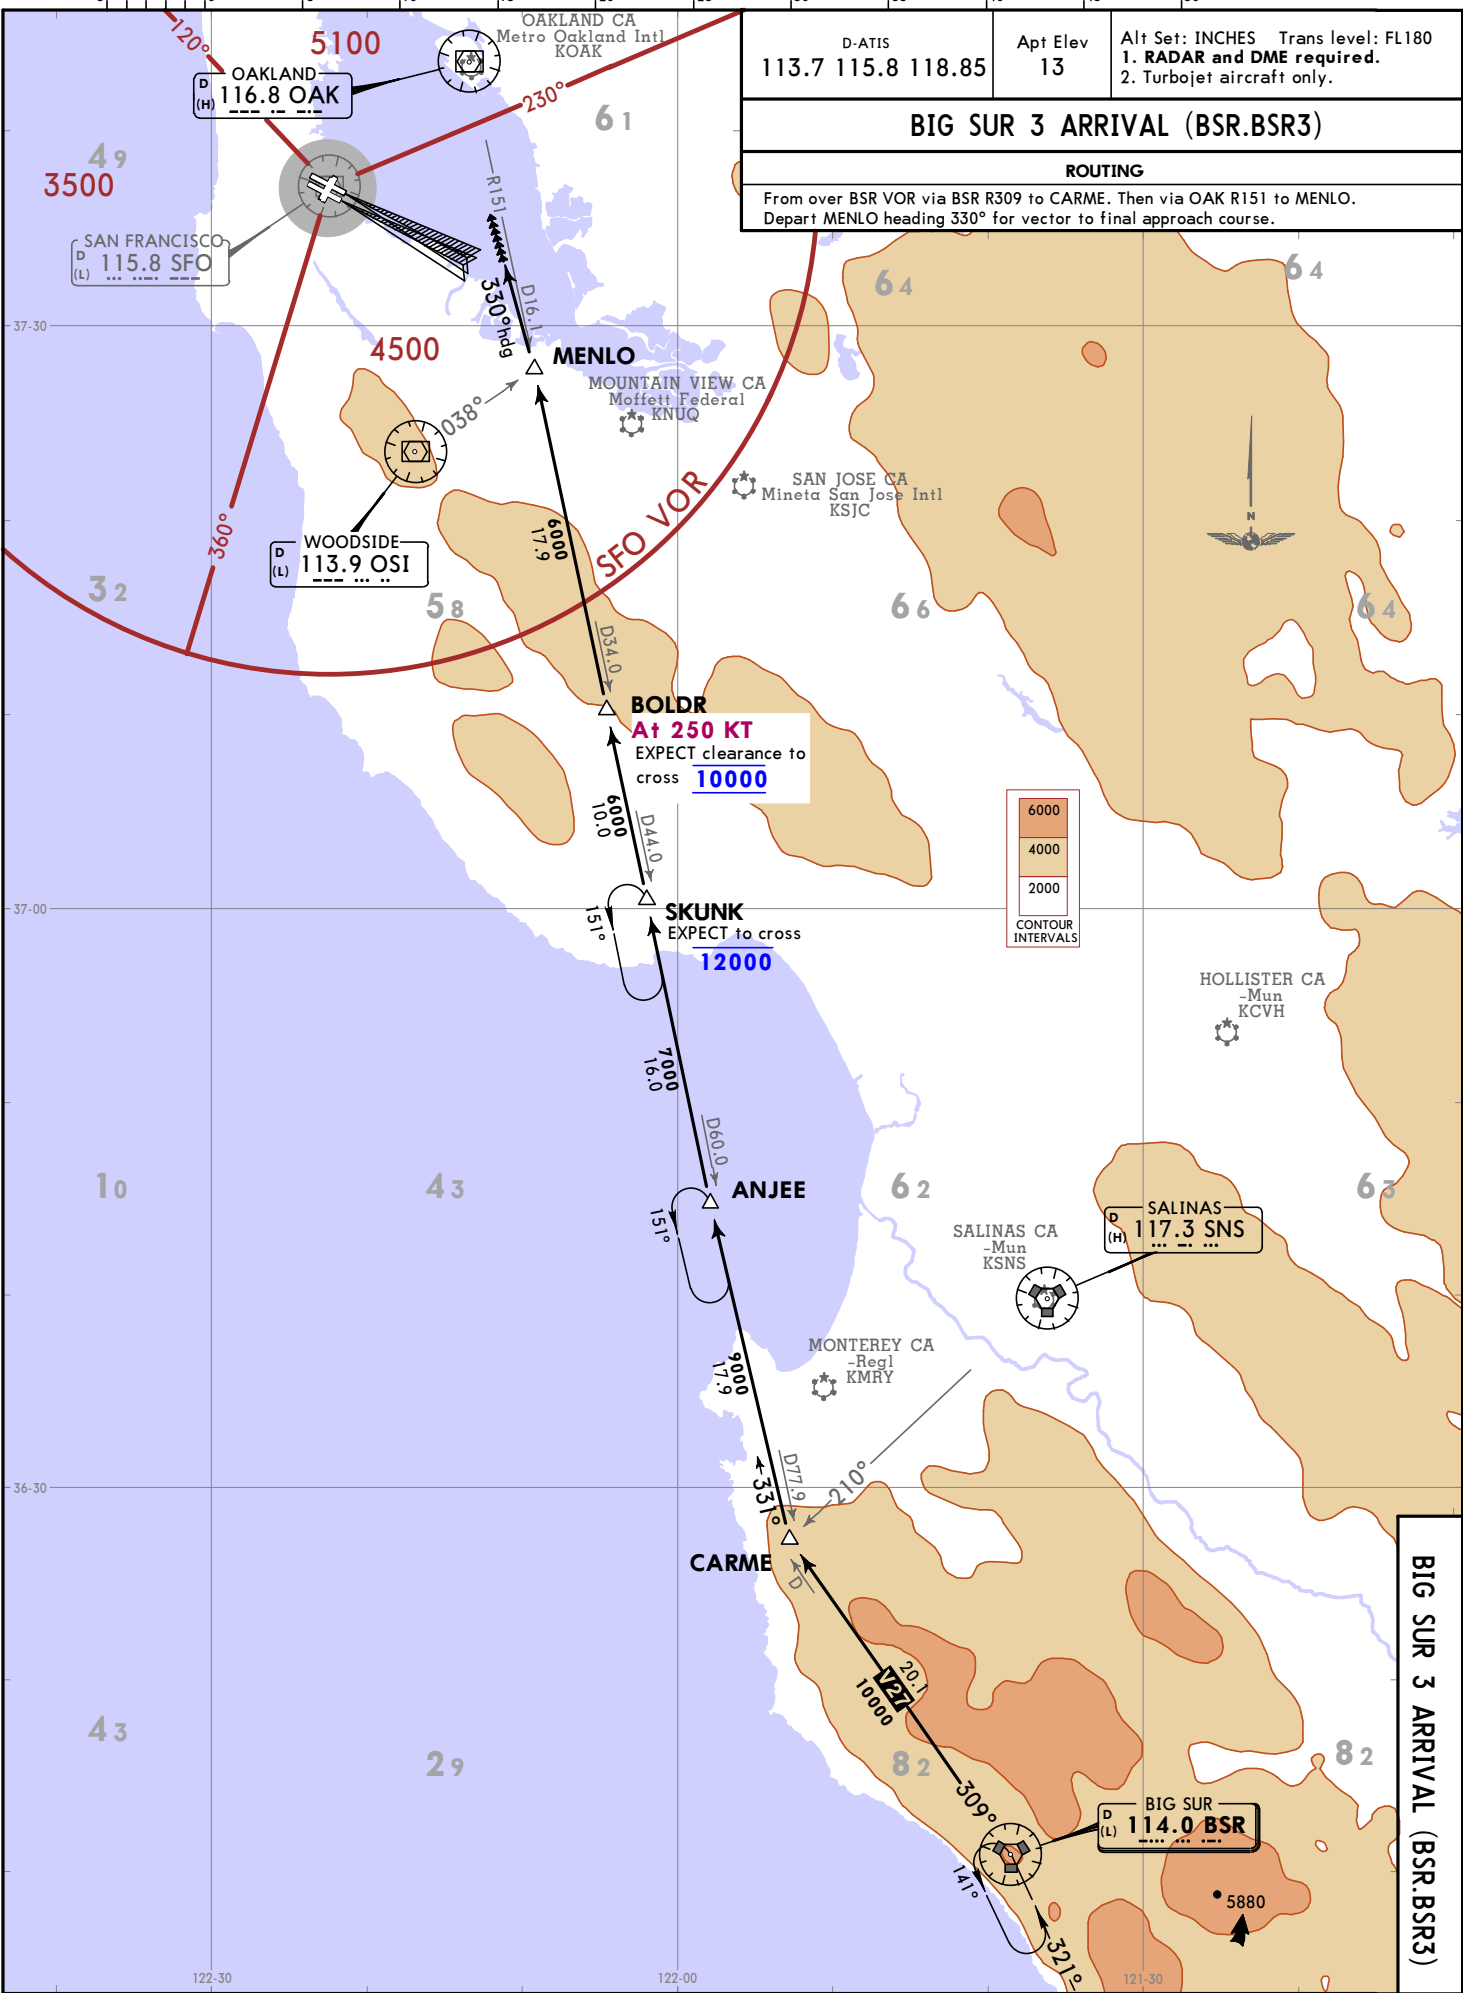 D-ATIS
113.7 115.8 118.85
Apt Elev
13
Alt Set: INCHES Trans level: FL180
1. RADAR and DME required.
2. Turbojet aircraft only.
BIG SUR 3 ARRIVAL (BSR.BSR3)
ROUTING
From over BSR VOR via BSR R309 to CARME. Then via OAK R151 to MENLO.
Depart MENLO heading 330° for vector to final approach course.
120°
5100
OAKLAND CA
Metro Oakland Intl
KOAK
OAKLAND
D
(H)
116.8 OAK
230°
61
49
3500
R151
SAN FRANCISCO
D
(L)
115.8 SFO
64
64
330°hdg
D16.1
37-30
4500
MENLO
MOUNTAIN VIEW CA
Moffett Federal
KNUQ
038°
SAN JOSE CA
Mineta San Jose Intl
KSJC
N
360°
WOODSIDE
D
(L)
113.9 OSI
6000
17.9
SFO VOR
32
58
66
64
D34.0
BOLDR
At 250 KT
EXPECT clearance to
cross 10000
6000
10.0
D44.0
6000
4000
2000
CONTOUR
INTERVALS
37-00
151°
SKUNK
EXPECT to cross
12000
HOLLISTER CA
-Mun
KCVH
7000
16.0
D60.0
10
43
ANJEE
62
63
151°
SALINAS CA
-Mun
KSNS
SALINAS
D
(H)
117.3 SNS
MONTEREY CA
-Regl
KMRY
9000
17.9
36-30
331°
D77.9
210°
CARME
D
20.1
V27
10000
43
29
82
82
309°
BIG SUR
D
(L)
114.0 BSR
141°
5880
321°
122-30
122-00
121-30
BIG SUR 3 ARRIVAL (BSR.BSR3)